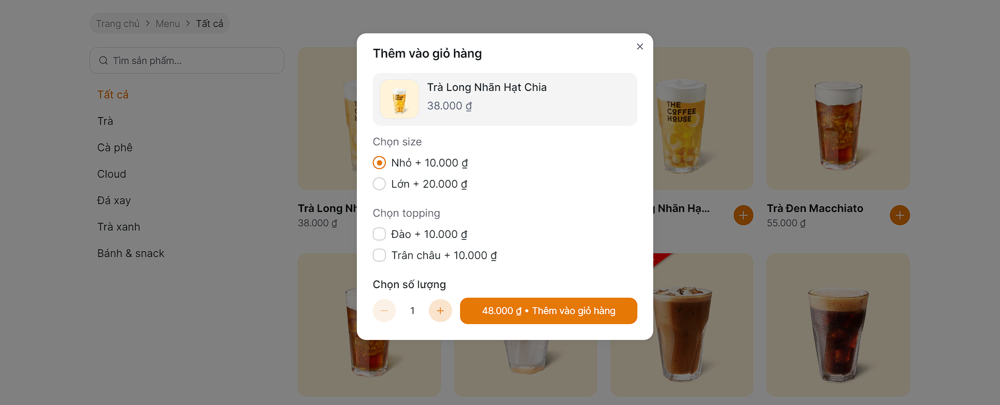 Trang chủ > Menu > Tất cả
Tìm sản phẩm...
Tất cả
Trà
Cà phê
Cloud
Đá xay
Trà xanh
Bánh & snack
Thêm vào giỏ hàng
THE
COFFEE
HOUSE
Trà Long Nhãn Hạt Chia
38.000 ₫
Chọn size
Nhỏ + 10.000 ₫
Lớn + 20.000 ₫
Chọn topping
Đào + 10.000 ₫
Trân châu + 10.000 ₫
Chọn số lượng
1
48.000 ₫ • Thêm vào giỏ hàng
Trà Long
38.000 ₫
THE
COFFEE
HOUSE
Nhãn Hạ...
Trà Đen Macchiato
55.000 ₫